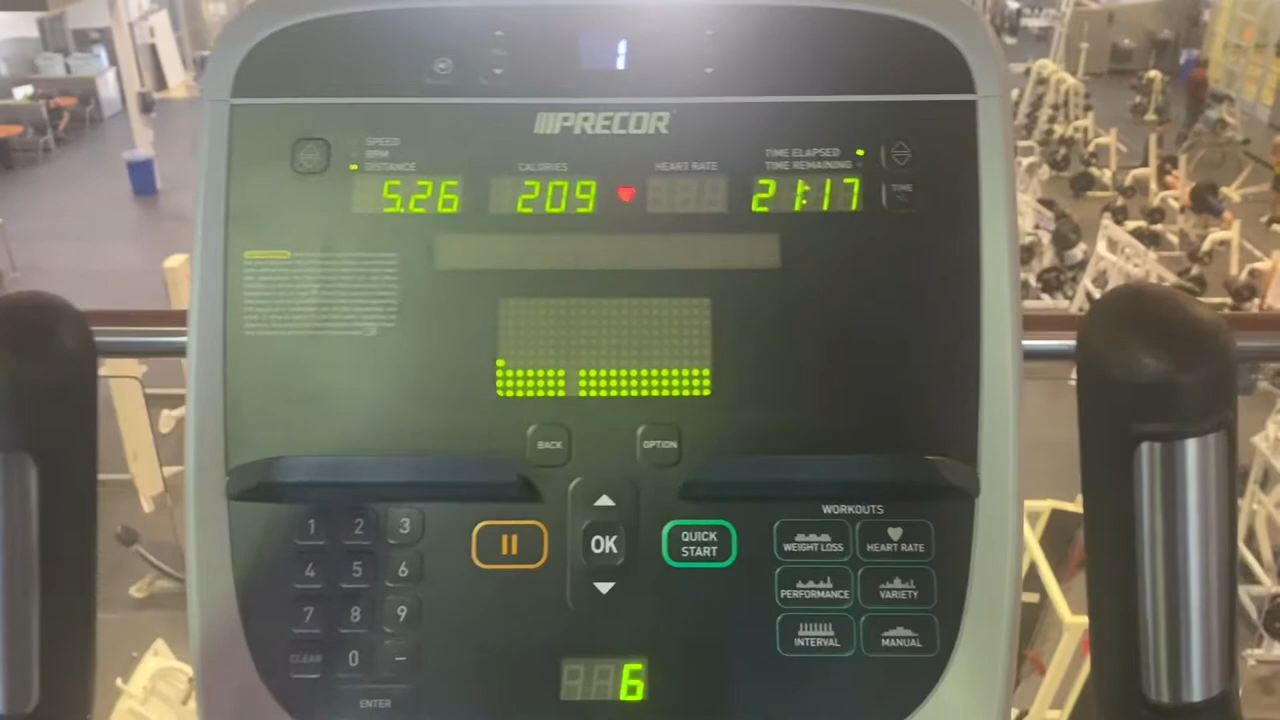 PRECOR
SPEED
RPM
DISTANCE
CALORIES
HEART RATE
TIME ELAPSED
TIME REMAINING
5.26
209
21:17
TIME
BACK
OPTION
1 2 3
4 5 6
7 8 9
CLEAR 0 –
ENTER
OK
QUICK
START
WORKOUTS
WEIGHT LOSS
HEART RATE
PERFORMANCE
VARIETY
INTERVAL
MANUAL
6